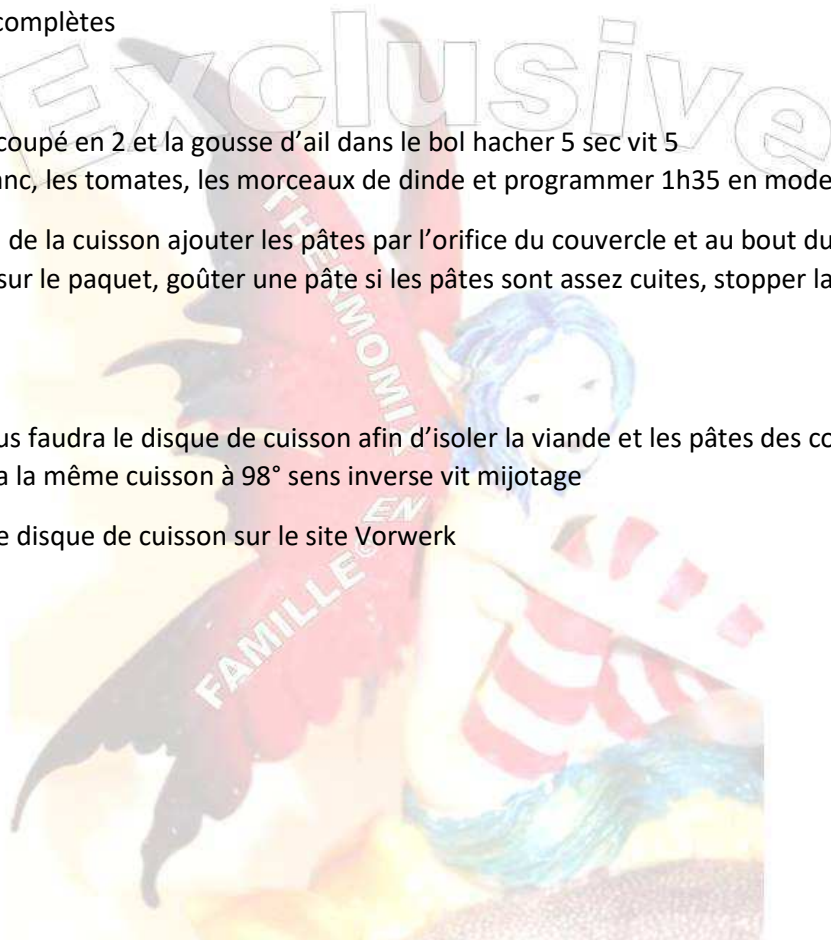 complètes
Exclusive
coupé en 2 et la gousse d’ail dans le bol hacher 5 sec vit 5
anc, les tomates, les morceaux de dinde et programmer 1h35 en mode
de la cuisson ajouter les pâtes par l’orifice du couvercle et au bout du
sur le paquet, goûter une pâte si les pâtes sont assez cuites, stopper la
us faudra le disque de cuisson afin d’isoler la viande et les pâtes des co
a la même cuisson à 98° sens inverse vit mijotage
e disque de cuisson sur le site Vorwerk
THERMOMIX EN
FAMILLE©